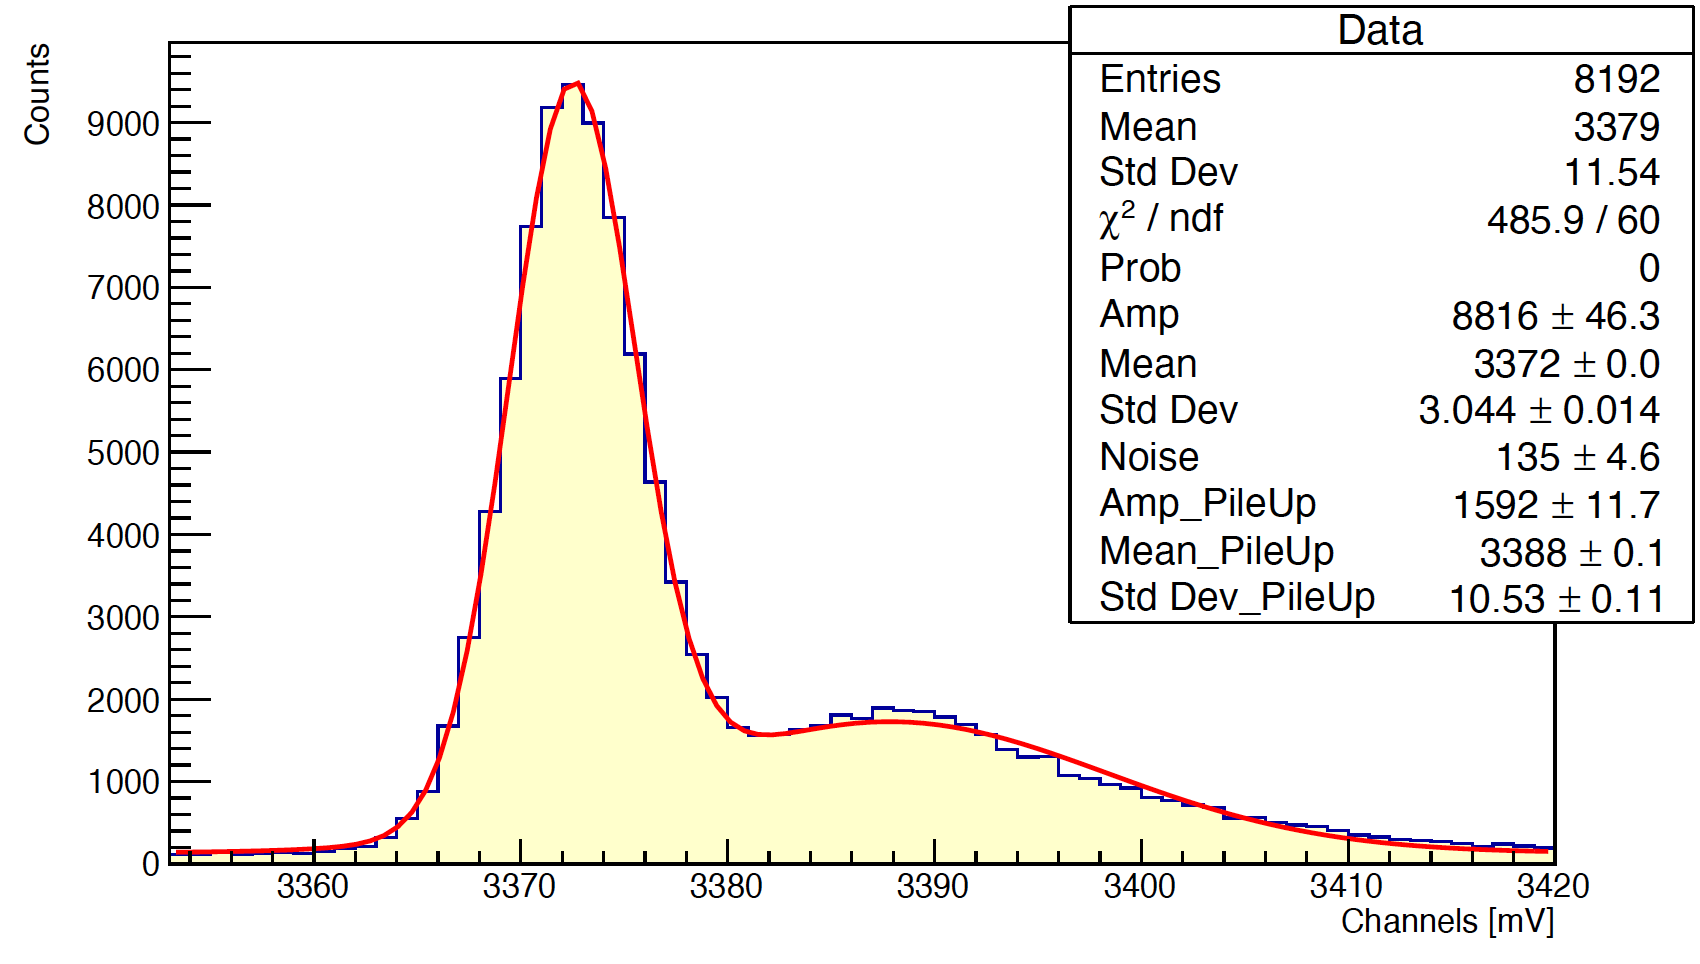 Data
Entries 8192
Mean 3379
Std Dev 11.54
χ² / ndf 485.9 / 60
Prob 0
Amp 8816 ± 46.3
Mean 3372 ± 0.0
Std Dev 3.044 ± 0.014
Noise 135 ± 4.6
Amp_PileUp 1592 ± 11.7
Mean_PileUp 3388 ± 0.1
Std Dev_PileUp 10.53 ± 0.11
Counts
9000
8000
7000
6000
5000
4000
3000
2000
1000
0
3360 3370 3380 3390 3400 3410 3420
Channels [mV]